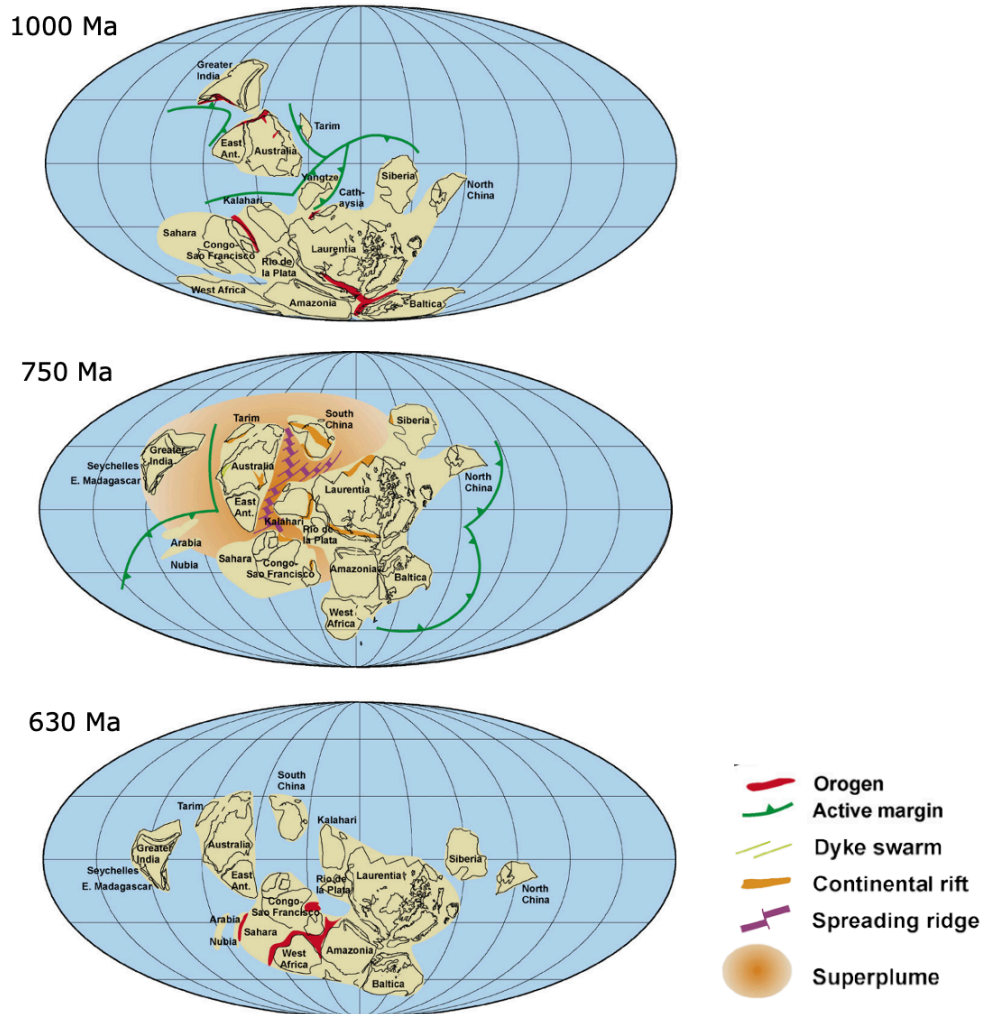 1000 Ma
Greater
India
Tarim
East
Ant.
Australia
Yangtze
Siberia
North
China
Cath-
aysia
Kalahari
Sahara
Congo-
Sao Francisco
Rio de
la Plata
Laurentia
West Africa
Amazonia
Baltica
750 Ma
Tarim
South
China
Siberia
Greater
India
Seychelles
E. Madagascar
Australia
Laurentia
North
China
East
Ant.
Kalahari
Rio de
la Plata
Arabia
Nubia
Sahara
Congo-
Sao Francisco
Amazonia
Baltica
West
Africa
630 Ma
South
China
Tarim
Kalahari
Greater
India
Australia
Siberia
Seychelles
E. Madagascar
East
Ant.
Rio de
la Plata
Laurentia
North
China
Congo-
Sao Francisco
Arabia
Nubia
Sahara
West
Africa
Amazonia
Baltica
Orogen
Active margin
Dyke swarm
Continental rift
Spreading ridge
Superplume